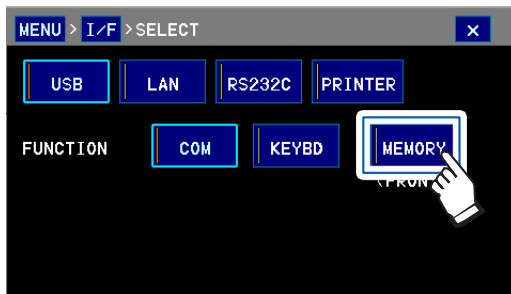 MENU > I/F > SELECT ×
USB LAN RS232C PRINTER
FUNCTION COM KEYBD MEMORY